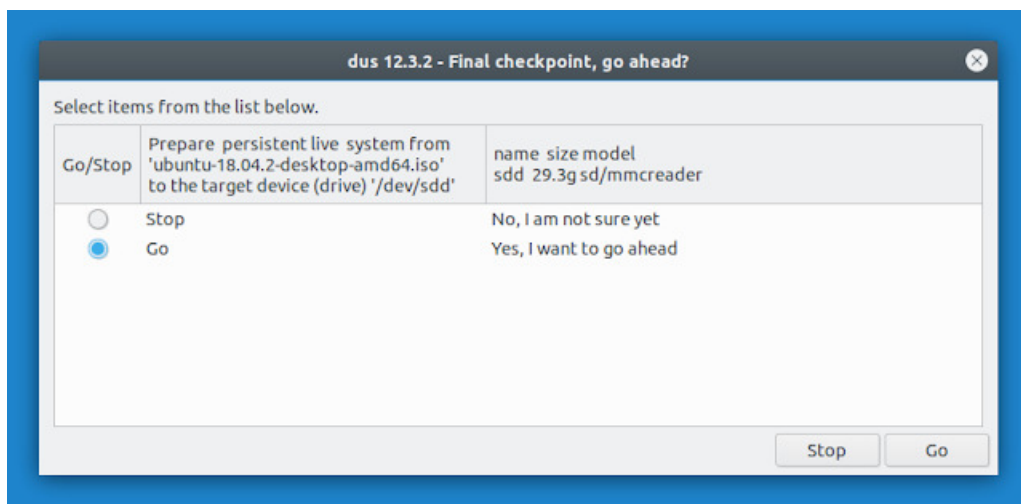 dus 12.3.2 - Final checkpoint, go ahead?
Select items from the list below.
Go/Stop
Prepare persistent live system from
'ubuntu-18.04.2-desktop-amd64.iso'
to the target device (drive) '/dev/sdd'
name size model
sdd 29.3g sd/mmcreader
Stop No, I am not sure yet
Go Yes, I want to go ahead
Stop Go